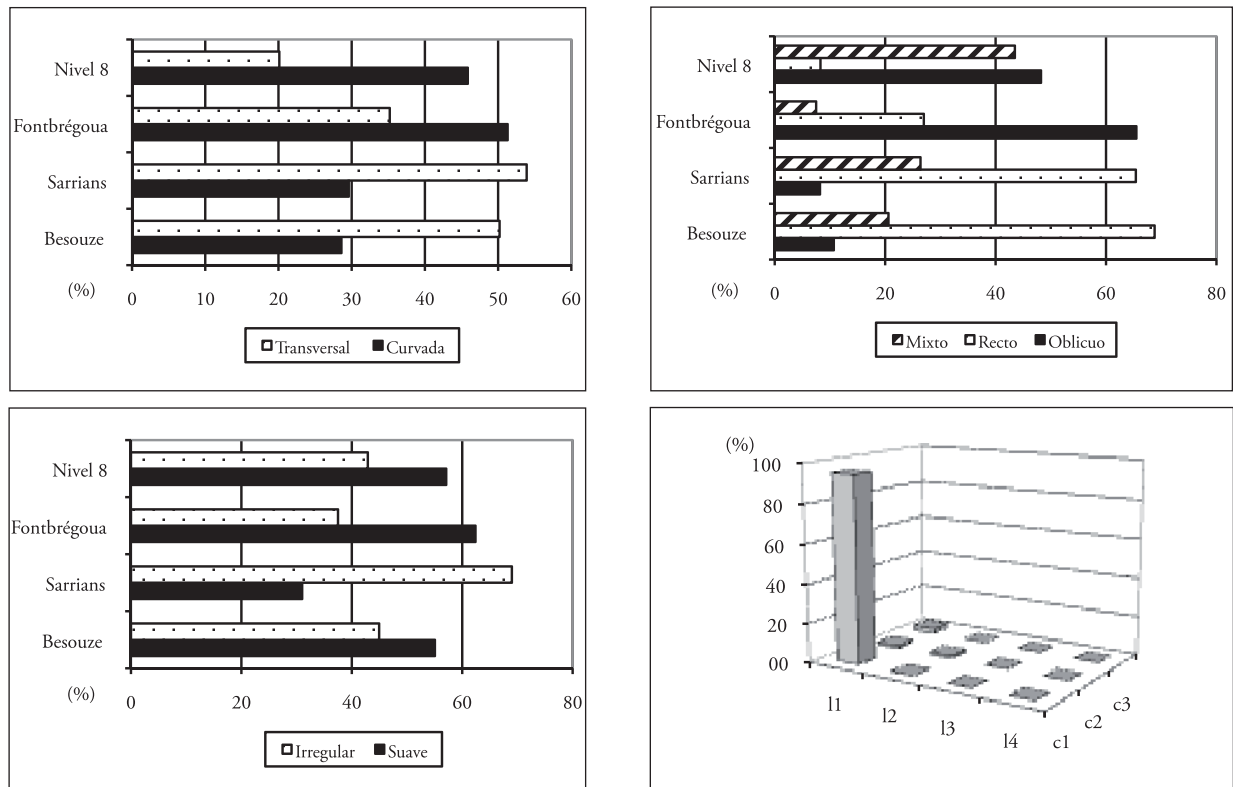 Nivel 8
Fontbrégoua
Sarrians
Besouze
(%)
0 10 20 30 40 50 60
Transversal Curvada
Nivel 8
Fontbrégoua
Sarrians
Besouze
(%)
0 20 40 60 80
Mixto Recto Oblicuo
Nivel 8
Fontbrégoua
Sarrians
Besouze
(%)
0 20 40 60 80
Irregular Suave
(%)
100
80
60
40
20
00
l1 l2 l3 l4
c1 c2 c3